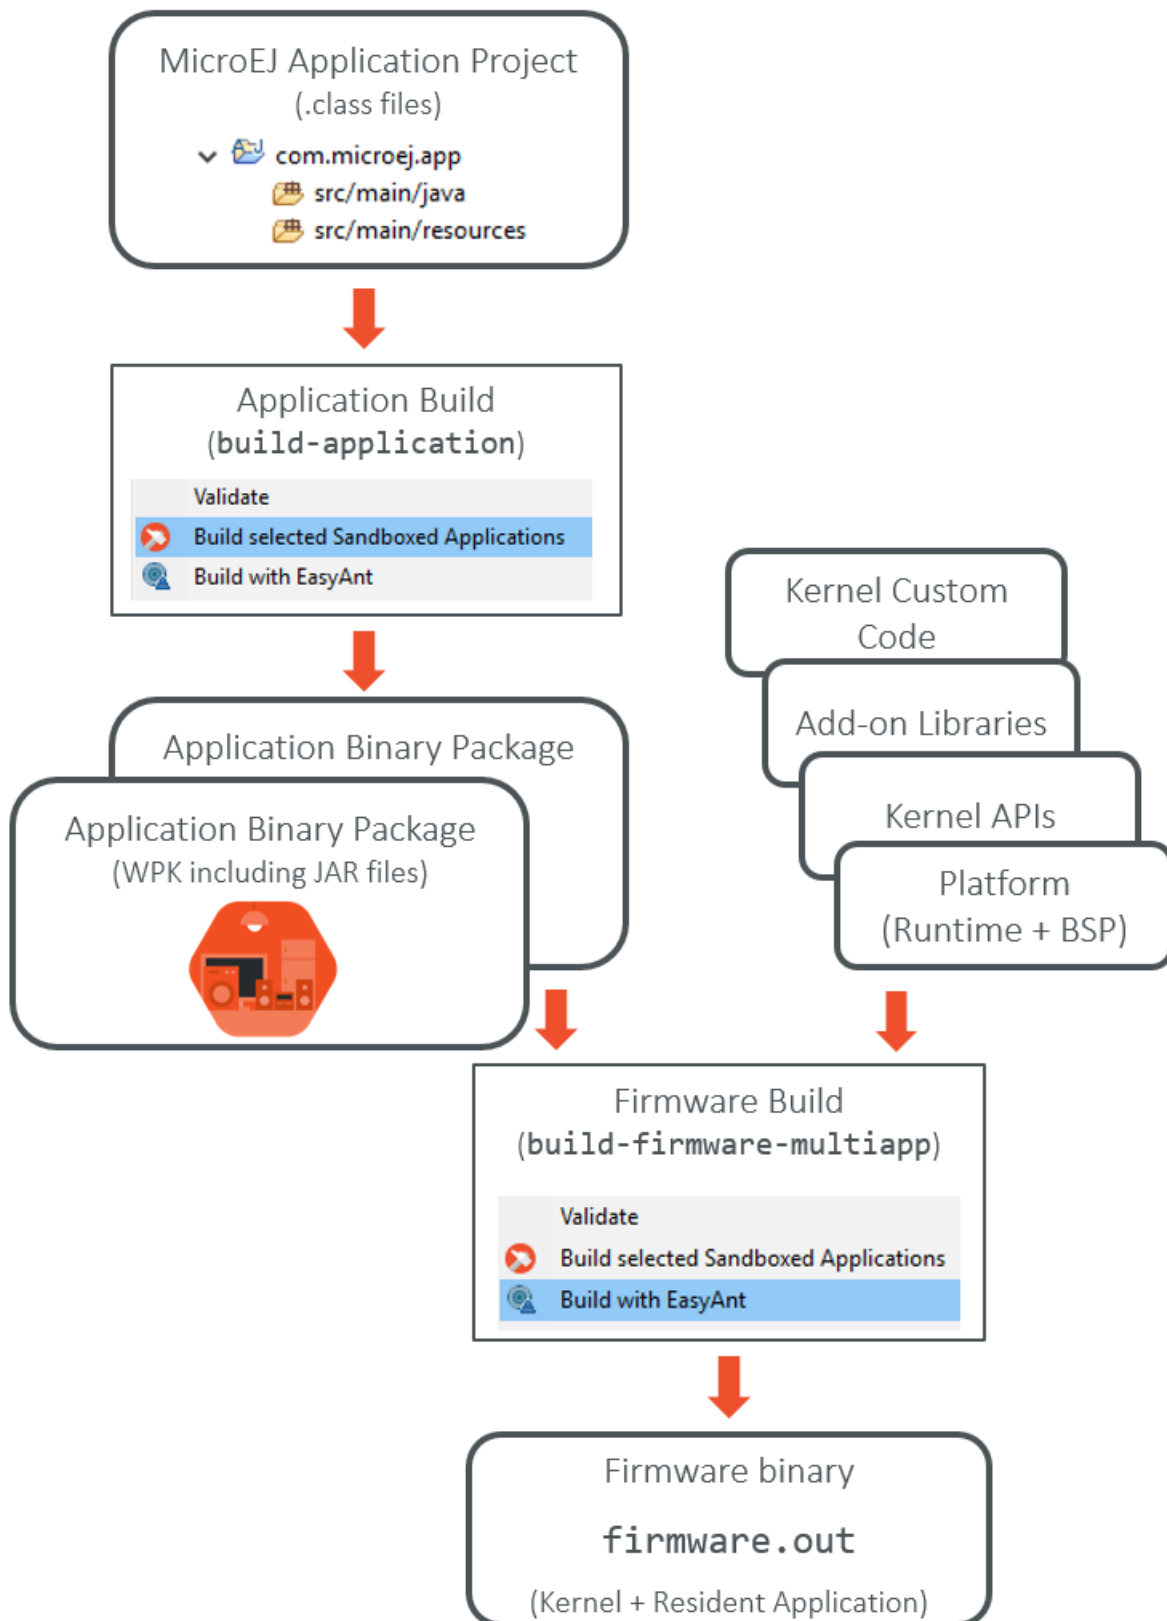 MicroEJ Application Project
(.class files)
com.microej.app
src/main/java
src/main/resources
Application Build
(build-application)
Validate
Build selected Sandboxed Applications
Build with EasyAnt
Application Binary Package
Application Binary Package
(WPK including JAR files)
Kernel Custom
Code
Add-on Libraries
Kernel APIs
Platform
(Runtime + BSP)
Firmware Build
(build-firmware-multiapp)
Validate
Build selected Sandboxed Applications
Build with EasyAnt
Firmware binary
firmware.out
(Kernel + Resident Application)